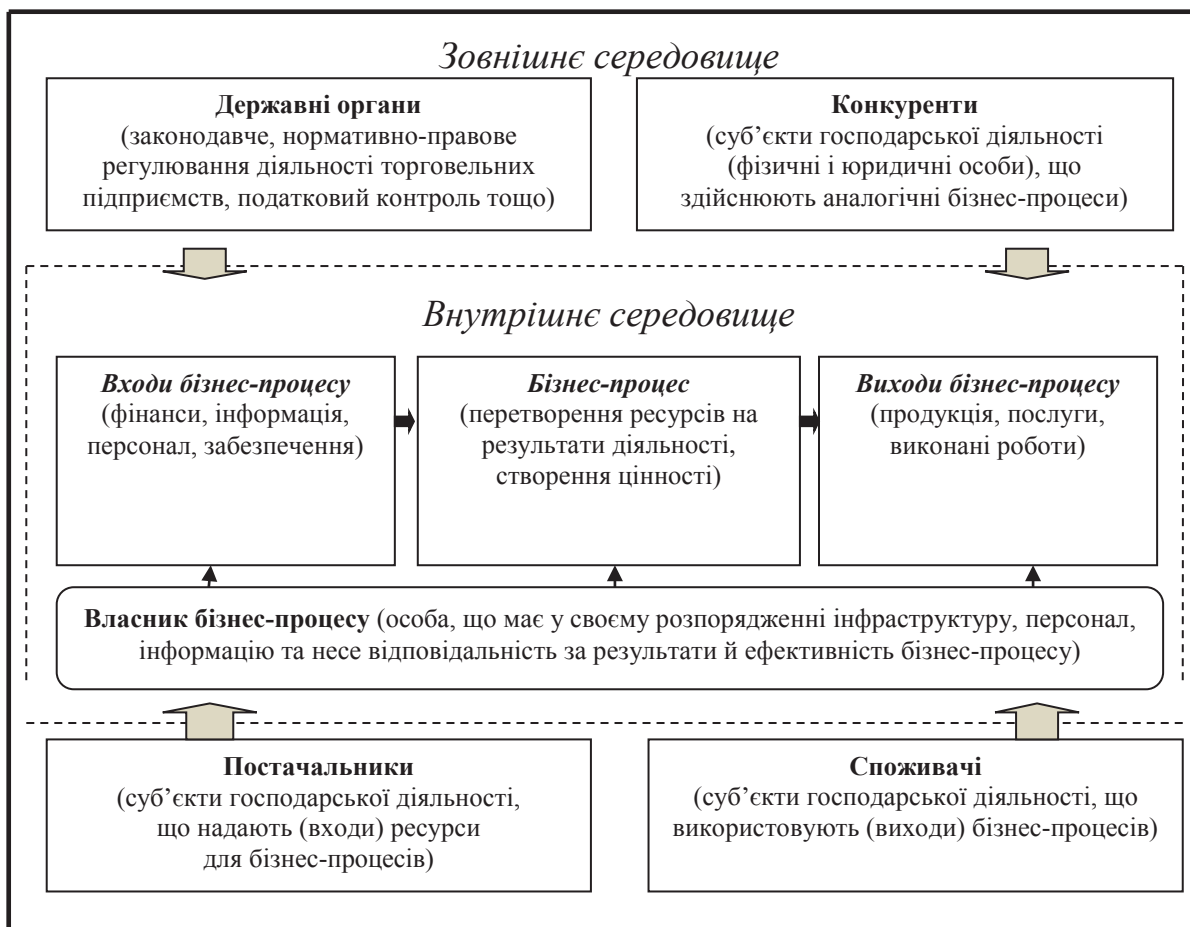 Зовнішнє середовище
Державні органи
(законодавче, нормативно-правове
регулювання діяльності торговельних
підприємств, податковий контроль тощо)
Конкуренти
(суб’єкти господарської діяльності
(фізичні і юридичні особи), що
здійснюють аналогічні бізнес-процеси)
Внутрішнє середовище
Входи бізнес-процесу
(фінанси, інформація,
персонал, забезпечення)
Бізнес-процес
(перетворення ресурсів на
результати діяльності,
створення цінності)
Виходи бізнес-процесу
(продукція, послуги,
виконані роботи)
Власник бізнес-процесу (особа, що має у своєму розпорядженні інфраструктуру, персонал,
інформацію та несе відповідальність за результати й ефективність бізнес-процесу)
Постачальники
(суб’єкти господарської діяльності,
що надають (входи) ресурси
для бізнес-процесів)
Споживачі
(суб’єкти господарської діяльності, що
використовують (виходи) бізнес-процесів)